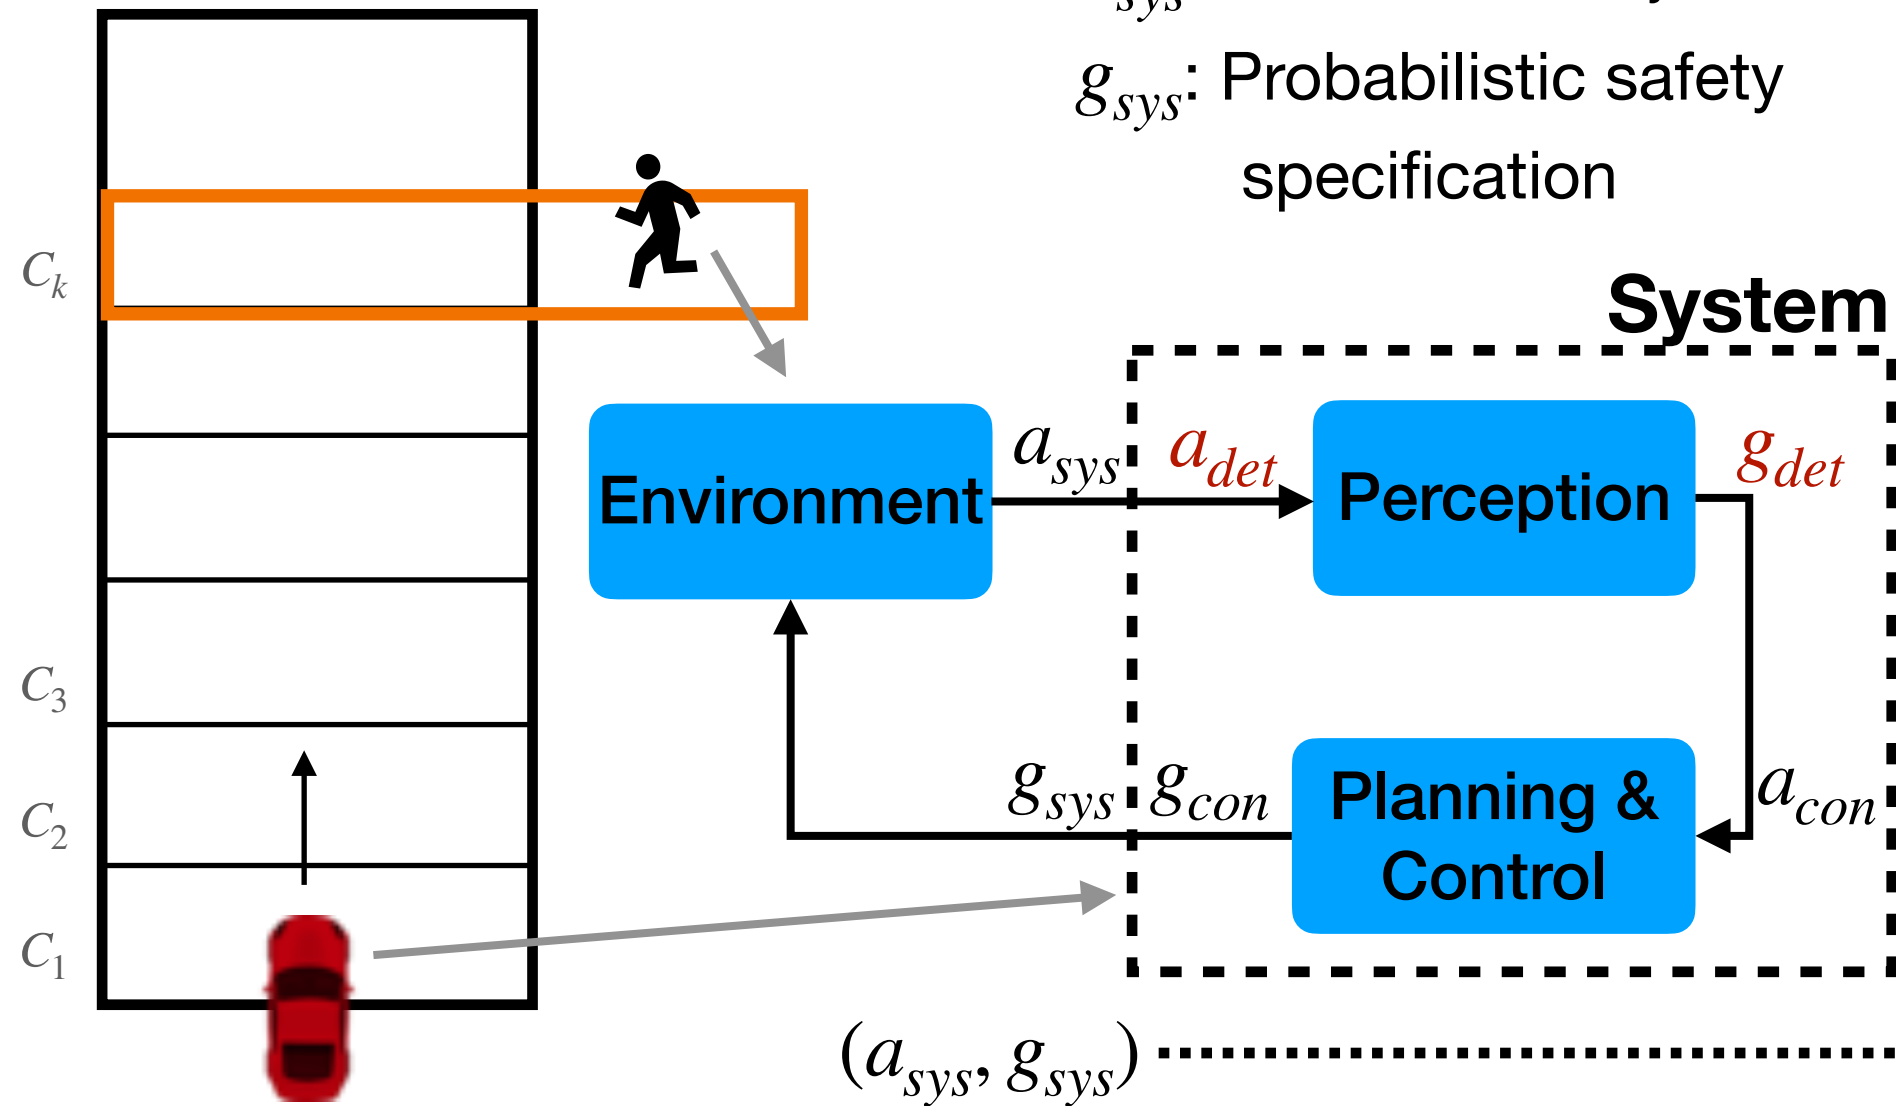 sys
g_sys: Probabilistic safety
specification
C_k
System
Environment
a_sys
a_det
Perception
g_det
C_3
C_2
g_sys
g_con
Planning &
Control
a_con
C_1
(a_sys, g_sys)